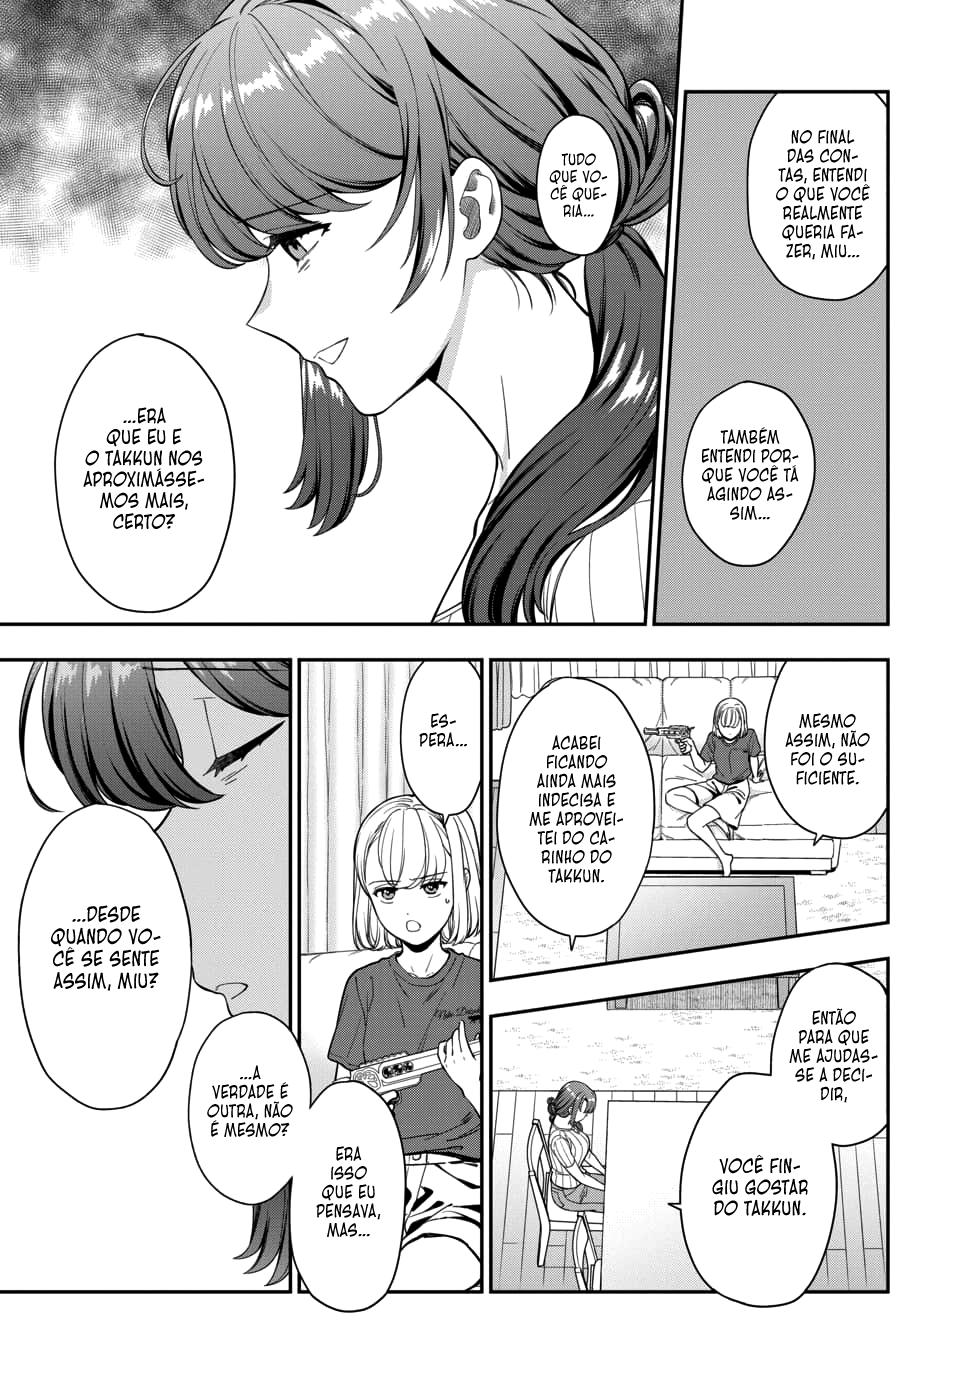 NO FINAL
DAS CON-
TAS, ENTENDI
O QUE VOCÊ
REALMENTE
QUERIA FA-
ZER, MIU...
TAMBÉM
ENTENDI POR-
QUE VOCÊ TÁ
AGINDO AS-
SIM...
TUDO
QUE VO-
CÊ QUE-
RIA...
...ERA
QUE EU E
O TAKKUN NOS
APROXIMÁSSE-
MOS MAIS,
CERTO?
MESMO
ASSIM, NÃO
FOI O SU-
FICIENTE.
ACABEI
FICANDO
AINDA MAIS
INDECISA E
ME APROVEI-
TEI DO CA-
RINHO DO
TAKKUN.
ENTÃO
PARA QUE
ME AJUDAS-
SE A DECI-
DIR,
VOCÊ FIN-
GIU GOSTAR
DO TAKKUN.
ES-
PERA...
ERA
ISSO
QUE EU
PENSAVA,
MAS...
...A
VERDADE É
OUTRA, NÃO
É MESMO?
...DESDE
QUANDO VO-
CÊ SE SENTE
ASSIM, MIU?